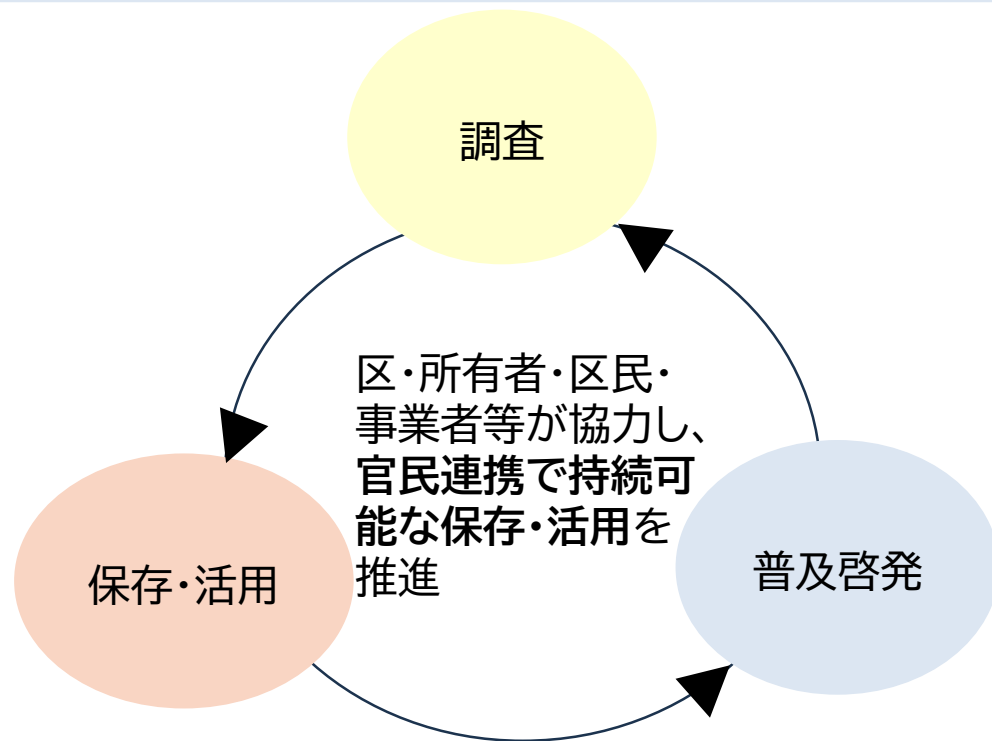 調査
区・所有者・区民・
事業者等が協力し、
官民連携で持続可
能な保存・活用を
推進
保存・活用
普及啓発